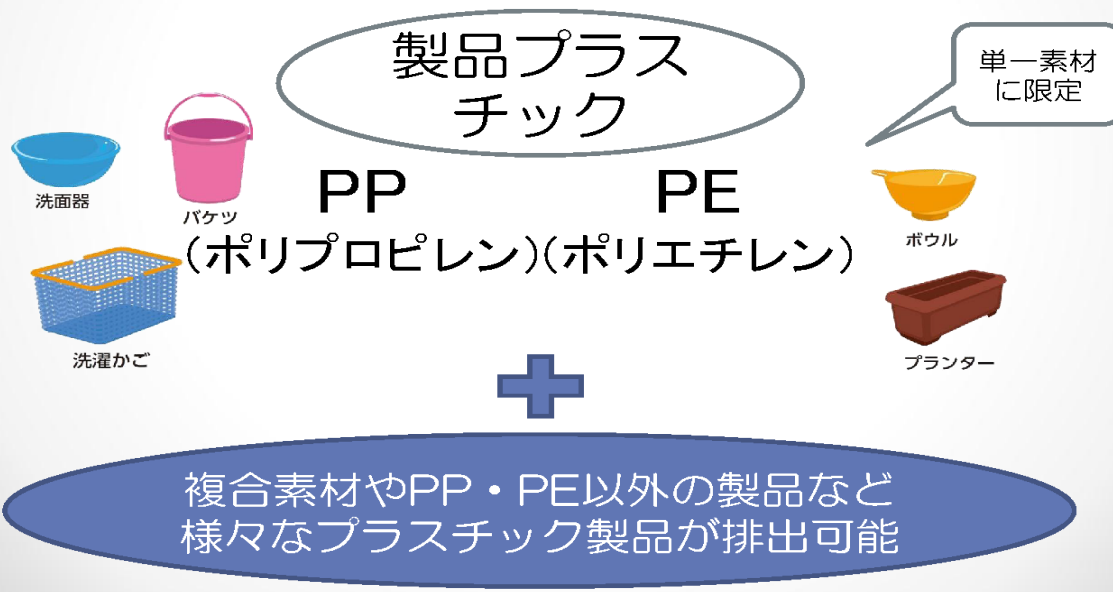 製品プラス
チック
単一素材
に限定
洗面器
バケツ
PP
PE
(ポリプロピレン)(ポリエチレン)
ボウル
洗濯かご
プランター
複合素材やPP・PE以外の製品など
様々なプラスチック製品が排出可能